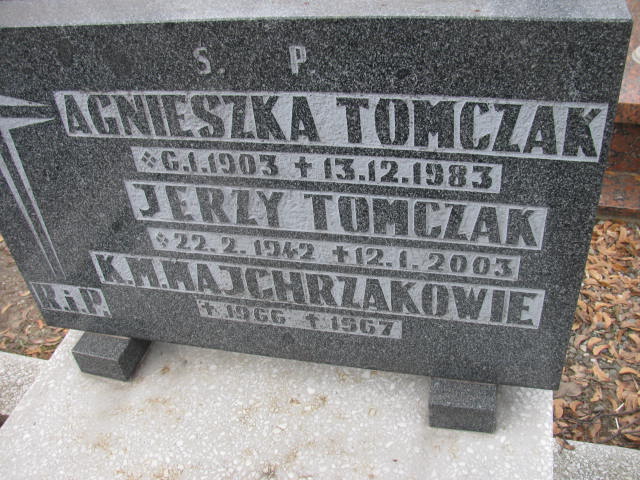 S. P.
AGNIESZKA TOMCZAK
6.1.1903 + 13.12.1983
JERZY TOMCZAK
22.2.1942 + 12.1.2003
K.M.MAJCHRZAKOWIE
+ 1966 + 1967
R.i.P.